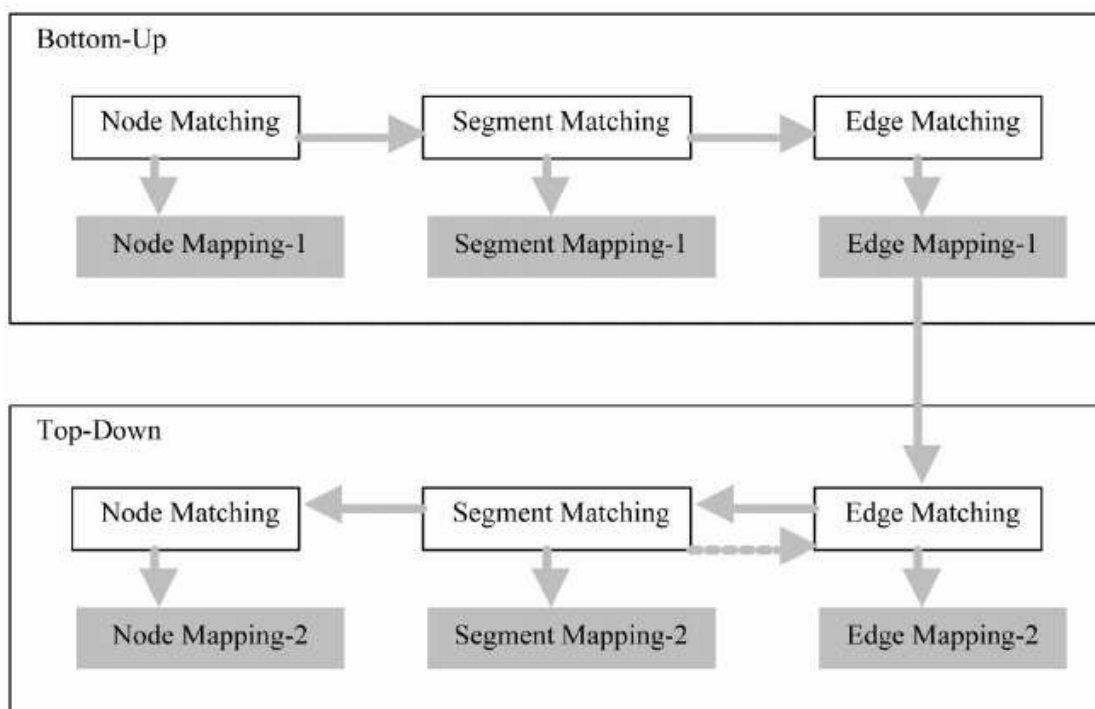 Bottom-Up
Node Matching
Segment Matching
Edge Matching
Node Mapping-1
Segment Mapping-1
Edge Mapping-1
Top-Down
Node Matching
Segment Matching
Edge Matching
Node Mapping-2
Segment Mapping-2
Edge Mapping-2